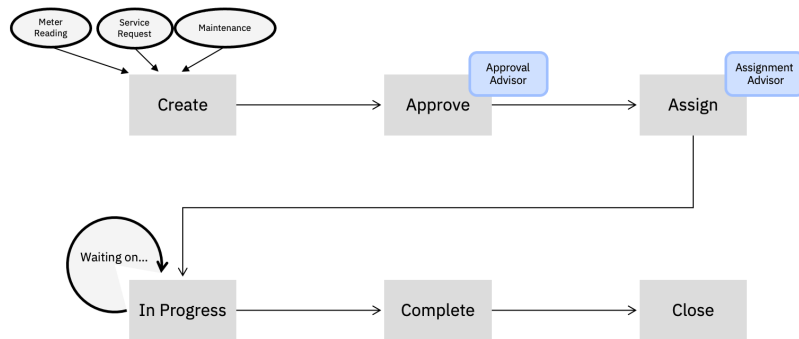 Meter
Reading
Service
Request
Maintenance
Approval
Advisor
Assignment
Advisor
Create
Approve
Assign
Waiting on...
In Progress
Complete
Close